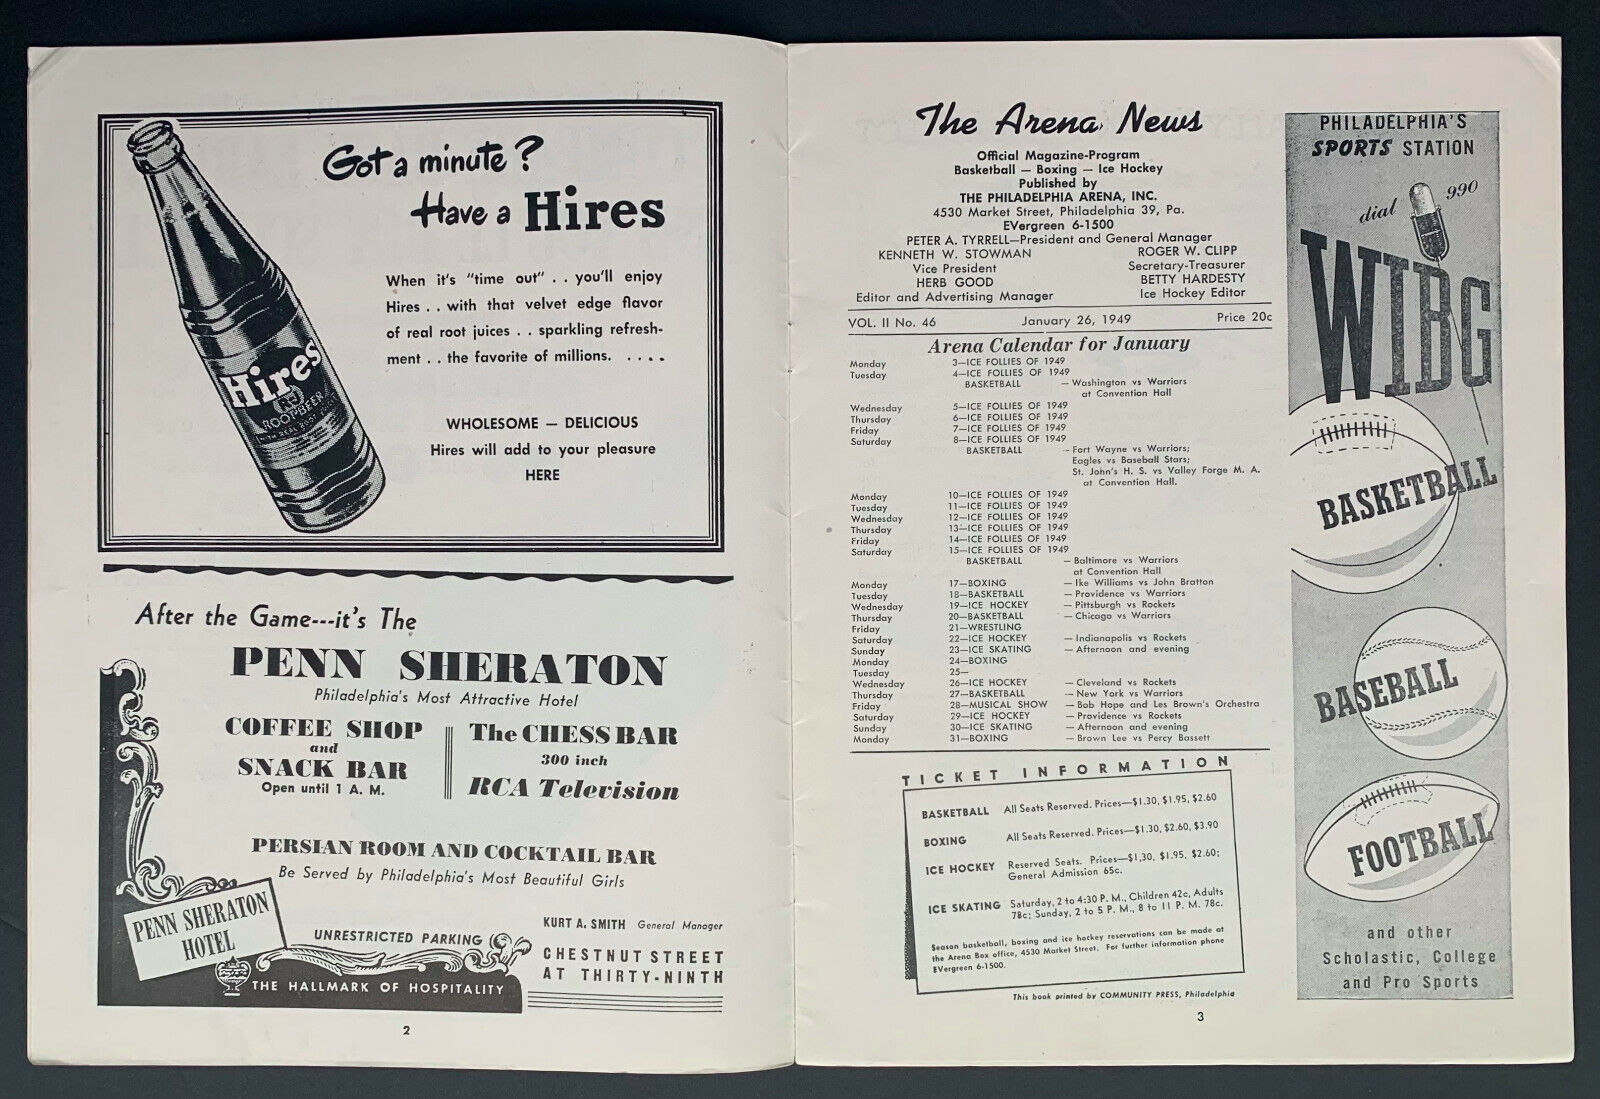 Got a minute?
Have a Hires
When it's "time out" . . you'll enjoy
Hires . . with that velvet edge flavor
of real root juices . . sparkling refresh-
ment . . the favorite of millions. . . . .
WHOLESOME — DELICIOUS
Hires will add to your pleasure
HERE
Hires
ROOTBEER
After the Game---it's The
PENN SHERATON
Philadelphia's Most Attractive Hotel
COFFEE SHOP
and
SNACK BAR
Open until 1 A. M.
The CHESS BAR
300 inch
RCA Television
PERSIAN ROOM AND COCKTAIL BAR
Be Served by Philadelphia's Most Beautiful Girls
PENN SHERATON
HOTEL
UNRESTRICTED PARKING
THE HALLMARK OF HOSPITALITY
KURT A. SMITH General Manager
CHESTNUT STREET
AT THIRTY-NINTH
2
The Arena News
Official Magazine-Program
Basketball — Boxing — Ice Hockey
Published by
THE PHILADELPHIA ARENA, INC.
4530 Market Street, Philadelphia 39, Pa.
EVergreen 6-1500
PETER A. TYRRELL—President and General Manager
KENNETH W. STOWMAN ROGER W. CLIPP
Vice President Secretary-Treasurer
HERB GOOD BETTY HARDESTY
Editor and Advertising Manager Ice Hockey Editor
VOL. II No. 46 January 26, 1949 Price 20c
Arena Calendar for January
Monday 3—ICE FOLLIES OF 1949
Tuesday 4—ICE FOLLIES OF 1949
BASKETBALL — Washington vs Warriors
at Convention Hall
Wednesday 5—ICE FOLLIES OF 1949
Thursday 6—ICE FOLLIES OF 1949
Friday 7—ICE FOLLIES OF 1949
Saturday 8—ICE FOLLIES OF 1949
BASKETBALL — Fort Wayne vs Warriors;
Eagles vs Baseball Stars;
St. John's H. S. vs Valley Forge M. A.
at Convention Hall.
Monday 10—ICE FOLLIES OF 1949
Tuesday 11—ICE FOLLIES OF 1949
Wednesday 12—ICE FOLLIES OF 1949
Thursday 13—ICE FOLLIES OF 1949
Friday 14—ICE FOLLIES OF 1949
Saturday 15—ICE FOLLIES OF 1949
BASKETBALL — Baltimore vs Warriors
at Convention Hall
Monday 17—BOXING — Ike Williams vs John Bratton
Tuesday 18—BASKETBALL — Providence vs Warriors
Wednesday 19—ICE HOCKEY — Pittsburgh vs Rockets
Thursday 20—BASKETBALL — Chicago vs Warriors
Friday 21—WRESTLING
Saturday 22—ICE HOCKEY — Indianapolis vs Rockets
Sunday 23—ICE SKATING — Afternoon and evening
Monday 24—BOXING
Tuesday 25—
Wednesday 26—ICE HOCKEY — Cleveland vs Rockets
Thursday 27—BASKETBALL — New York vs Warriors
Friday 28—MUSICAL SHOW — Bob Hope and Les Brown's Orchestra
Saturday 29—ICE HOCKEY — Providence vs Rockets
Sunday 30—ICE SKATING — Afternoon and evening
Monday 31—BOXING — Brown Lee vs Percy Bassett
TICKET INFORMATION
BASKETBALL All Seats Reserved. Prices—$1.30, $1.95, $2.60
BOXING All Seats Reserved. Prices—$1.30, $2.60, $3.90
ICE HOCKEY Reserved Seats. Prices—$1.30, $1.95, $2.60;
General Admission 65c.
ICE SKATING Saturday, 2 to 4:30 P. M., Children 42c, Adults
78c; Sunday, 2 to 5 P. M., 8 to 11 P. M. 78c.
Season basketball, boxing and ice hockey reservations can be made at
the Arena Box office, 4530 Market Street. For further information phone
EVergreen 6-1500.
This book printed by COMMUNITY PRESS, Philadelphia
3
PHILADELPHIA'S
SPORTS STATION
dial 990
WIBG
BASKETBALL
BASEBALL
FOOTBALL
and other
Scholastic, College
and Pro Sports